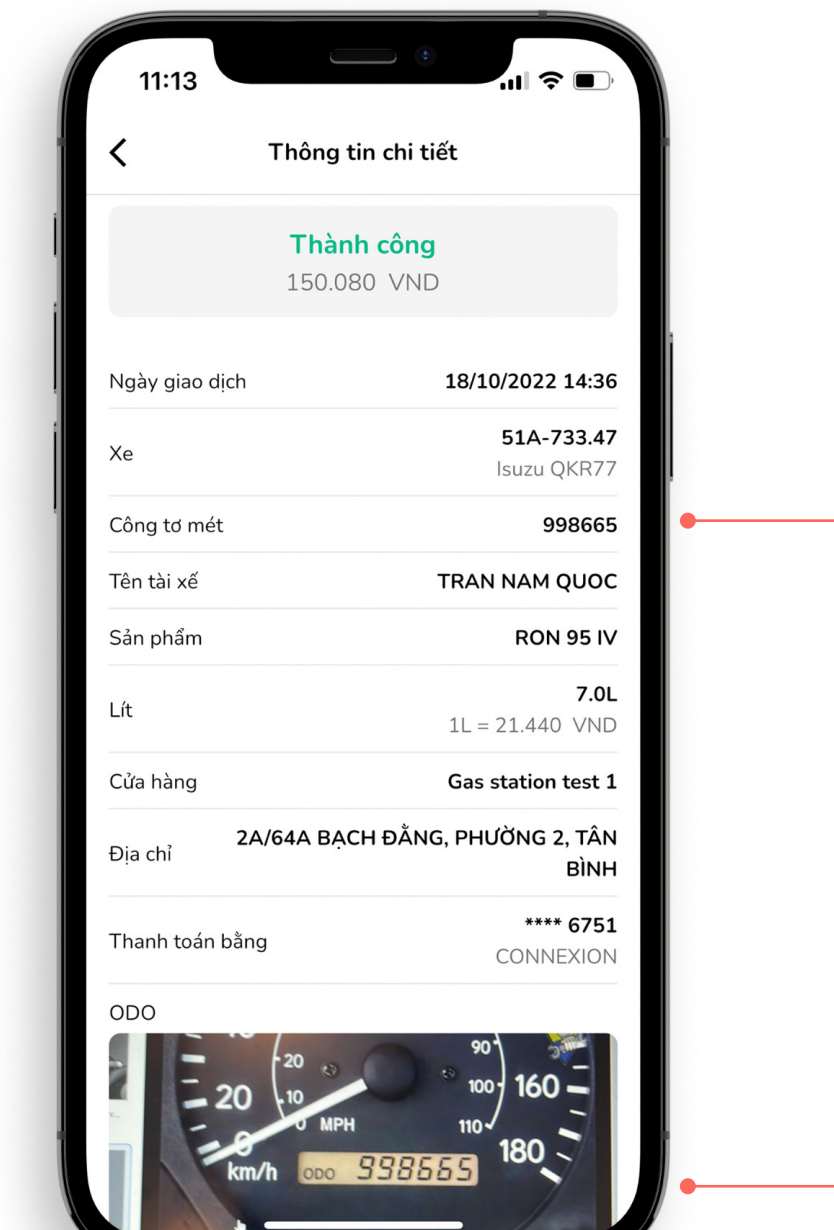 11:13
Thông tin chi tiết
Thành công
150.080 VND
Ngày giao dịch 18/10/2022 14:36
Xe 51A-733.47
Isuzu QKR77
Công tơ mét 998665
Tên tài xế TRAN NAM QUOC
Sản phẩm RON 95 IV
Lít 7.0L
1L = 21.440 VND
Cửa hàng Gas station test 1
Địa chỉ 2A/64A BẠCH ĐẰNG, PHƯỜNG 2, TÂN
BÌNH
Thanh toán bằng **** 6751
CONNEXION
ODO
20 90
20 10 100 160
0 MPH 110
0 180
km/h ODO 998665